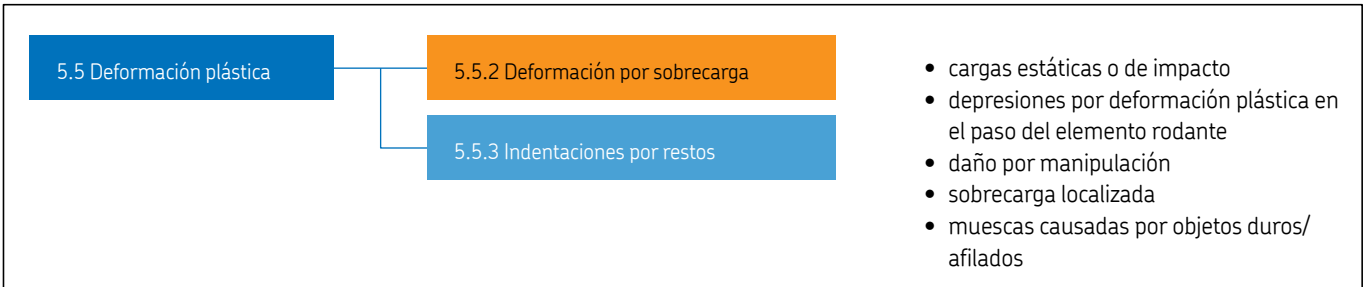 5.5 Deformación plástica
5.5.2 Deformación por sobrecarga
5.5.3 Indentaciones por restos
• cargas estáticas o de impacto
• depresiones por deformación plástica en
el paso del elemento rodante
• daño por manipulación
• sobrecarga localizada
• muescas causadas por objetos duros/
afilados